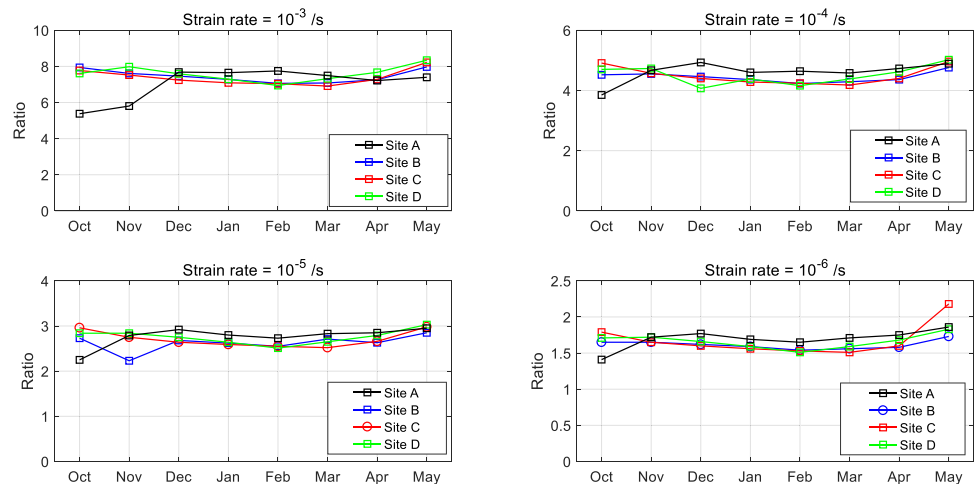 Strain rate = 10^-3 /s
10
8
6
4
2
0
Ratio
Oct Nov Dec Jan Feb Mar Apr May
Site A
Site B
Site C
Site D
Strain rate = 10^-4 /s
6
4
2
0
Ratio
Oct Nov Dec Jan Feb Mar Apr May
Site A
Site B
Site C
Site D
Strain rate = 10^-5 /s
4
3
2
1
0
Ratio
Oct Nov Dec Jan Feb Mar Apr May
Site A
Site B
Site C
Site D
Strain rate = 10^-6 /s
2.5
2
1.5
1
0.5
0
Ratio
Oct Nov Dec Jan Feb Mar Apr May
Site A
Site B
Site C
Site D